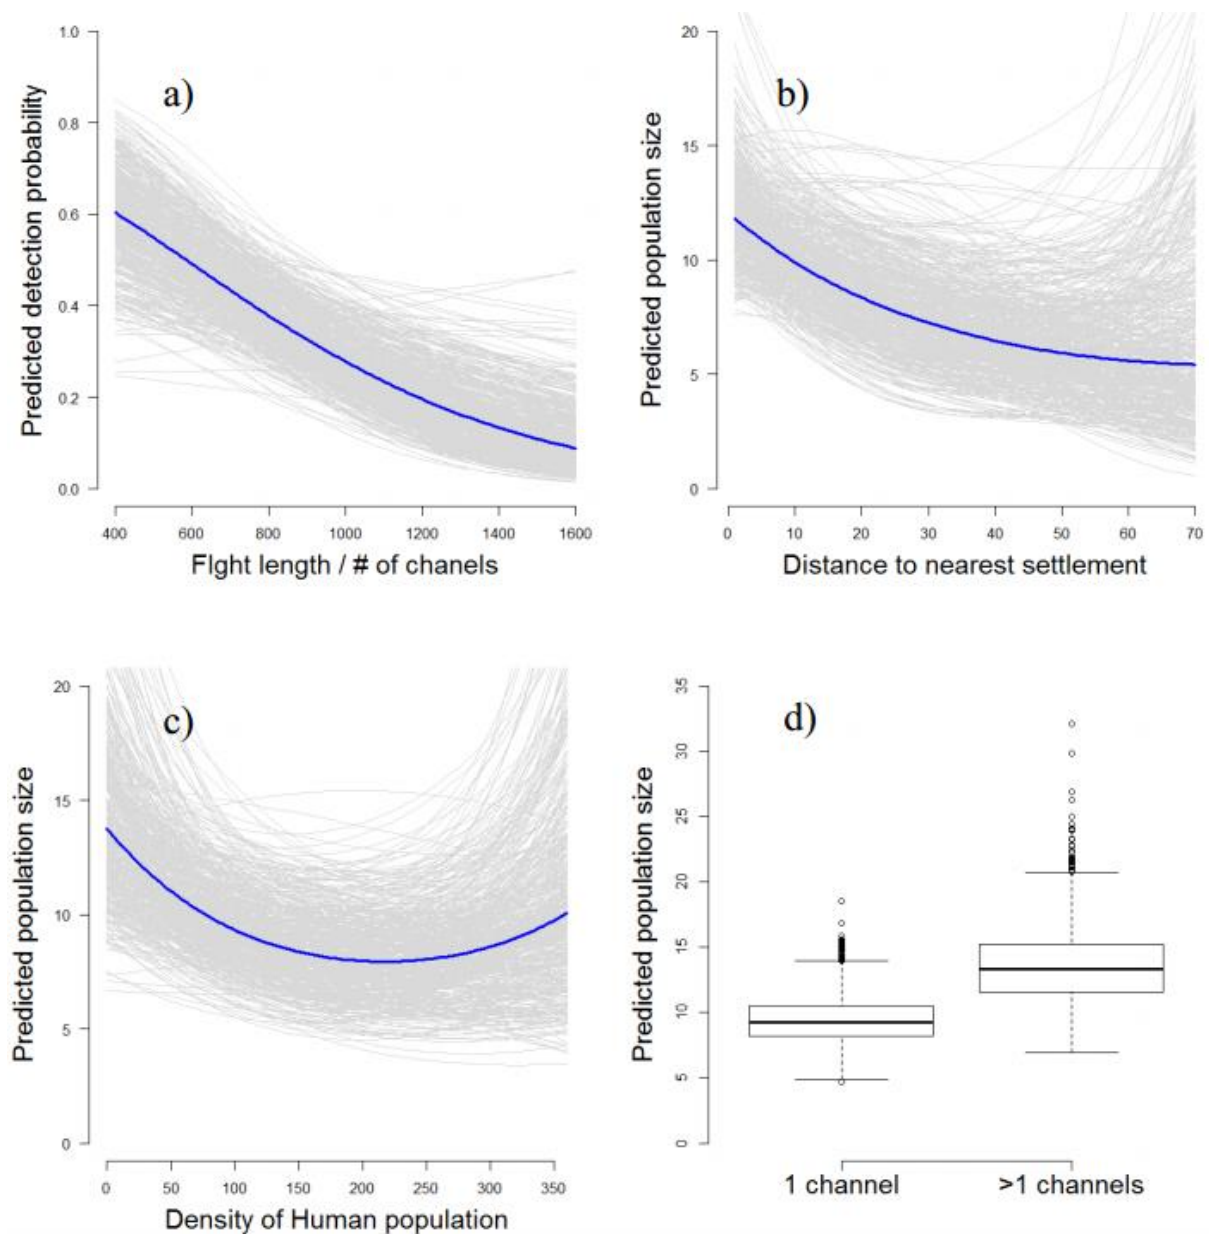 a)
Predicted detection probability
1.0
0.8
0.6
0.4
0.2
0.0
400 600 800 1000 1200 1400 1600
Flght length / # of chanels
b)
Predicted population size
20
15
10
5
0
0 10 20 30 40 50 60 70
Distance to nearest settlement
c)
Predicted population size
20
15
10
5
0
0 50 100 150 200 250 300 350
Density of Human population
d)
Predicted population size
35
30
25
20
15
10
5
0
1 channel >1 channels